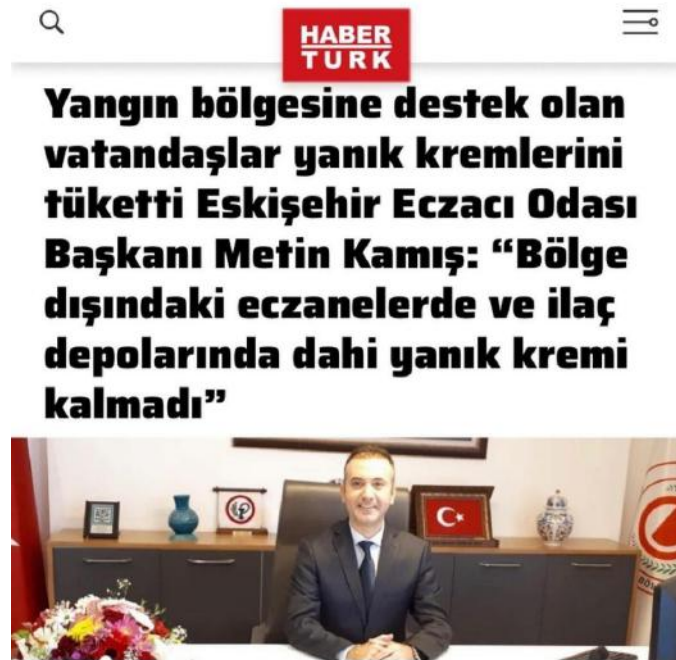 HABER
TURK
Yangın bölgesine destek olan
vatandaşlar yanık kremlerini
tüketti Eskişehir Eczacı Odası
Başkanı Metin Kamış: “Bölge
dışındaki eczanelerde ve ilaç
depolarında dahi yanık kremi
kalmadı”